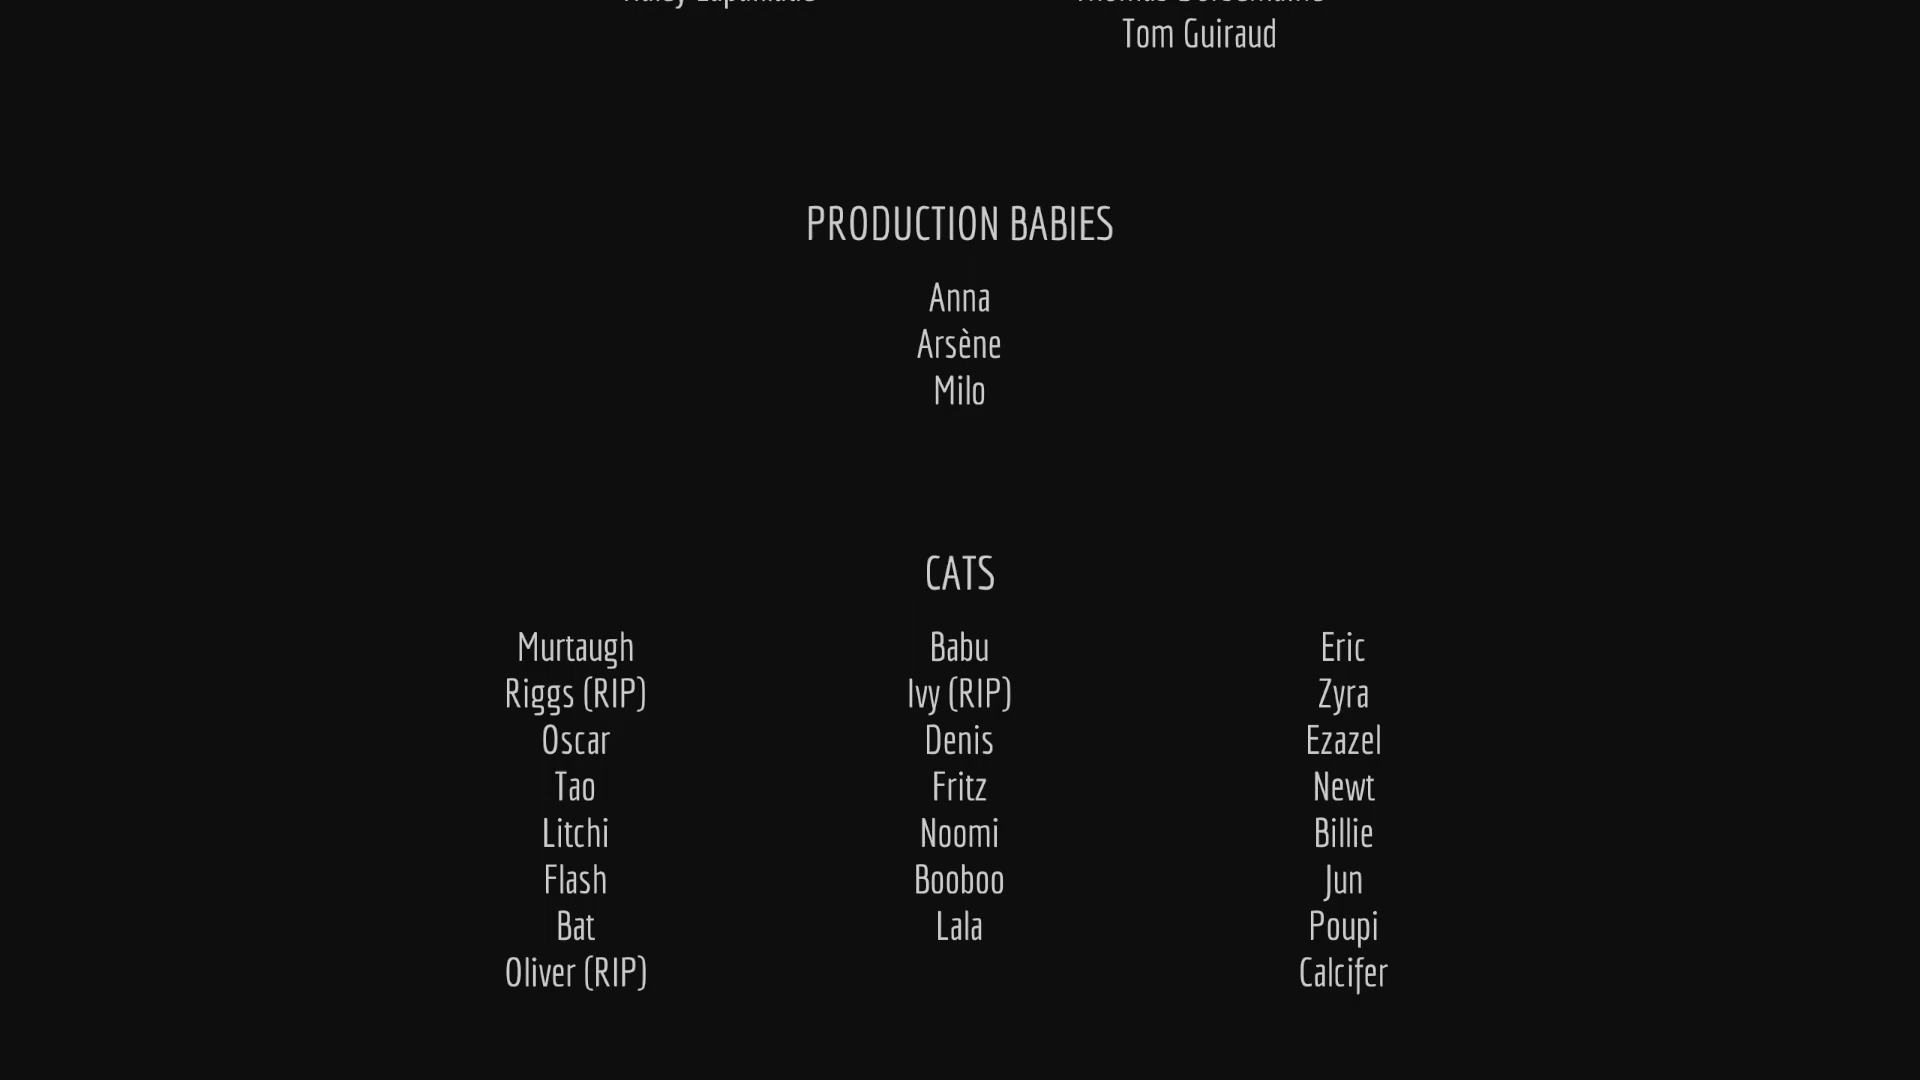 Tom Guiraud
PRODUCTION BABIES
Anna
Arsène
Milo
CATS
Murtaugh
Riggs (RIP)
Oscar
Tao
Litchi
Flash
Bat
Oliver (RIP)
Babu
Ivy (RIP)
Denis
Fritz
Noomi
Booboo
Lala
Eric
Zyra
Ezazel
Newt
Billie
Jun
Poupi
Calcifer